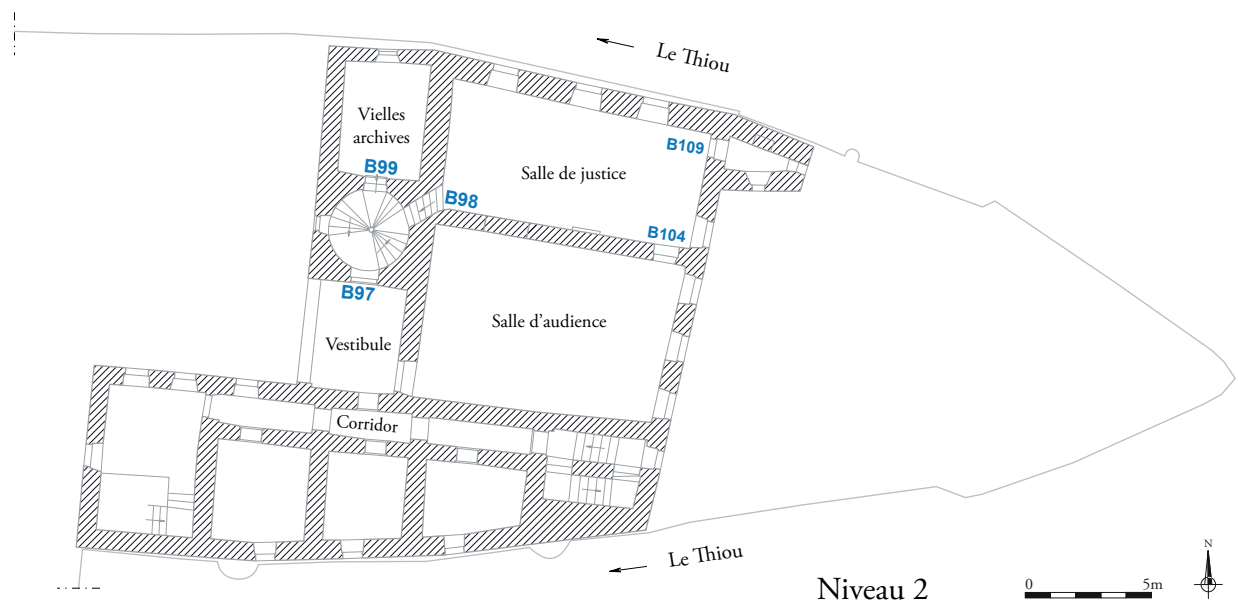 Le Thiou
Vielles
archives
B109
B99
Salle de justice
B98
B104
B97
Salle d'audience
Vestibule
Corridor
Le Thiou
Niveau 2
0 5m
N